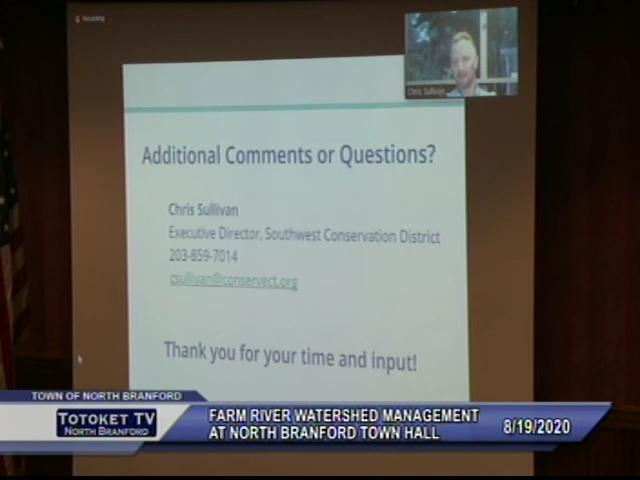 Recording
Chris Sullivan
Additional Comments or Questions?
Chris Sullivan
Executive Director, Southwest Conservation District
203-859-7014
csullivan@conservect.org
Thank you for your time and input!
TOWN OF NORTH BRANFORD
TOTOKET TV
NORTH BRANFORD
FARM RIVER WATERSHED MANAGEMENT
AT NORTH BRANFORD TOWN HALL
8/19/2020